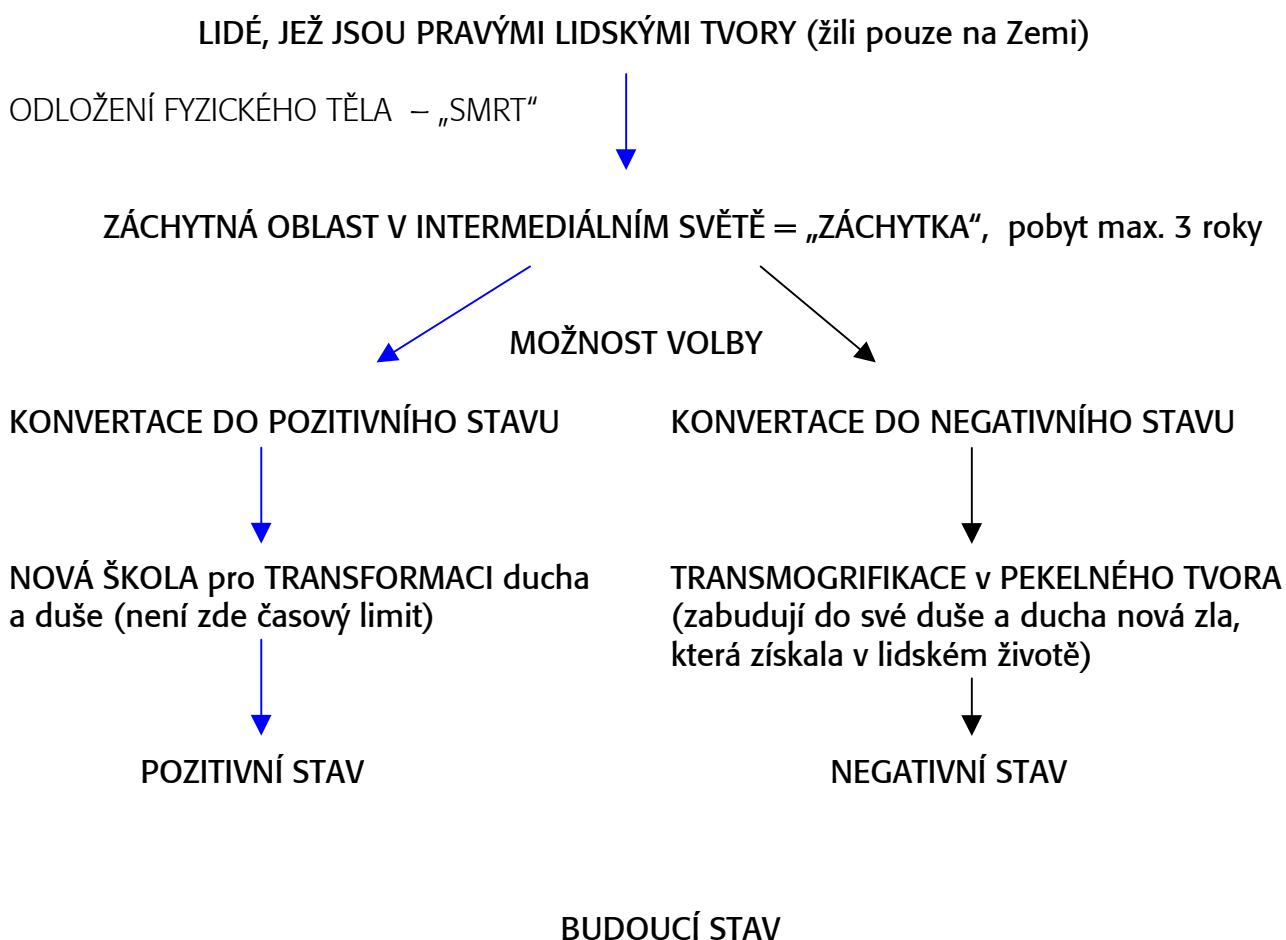 LIDÉ, JEŽ JSOU PRAVÝMI LIDSKÝMI TVORY (žili pouze na Zemi)
ODLOŽENÍ FYZICKÉHO TĚLA – „SMRT“
ZÁCHYTNÁ OBLAST V INTERMEDIÁLNÍM SVĚTĚ = „ZÁCHYTKA“, pobyt max. 3 roky
MOŽNOST VOLBY
KONVERTACE DO POZITIVNÍHO STAVU
KONVERTACE DO NEGATIVNÍHO STAVU
NOVÁ ŠKOLA pro TRANSFORMACI ducha
a duše (není zde časový limit)
TRANSMOGRIFIKACE v PEKELNÉHO TVORA
(zabudují do své duše a ducha nová zla,
která získala v lidském životě)
POZITIVNÍ STAV
NEGATIVNÍ STAV
BUDOUCÍ STAV